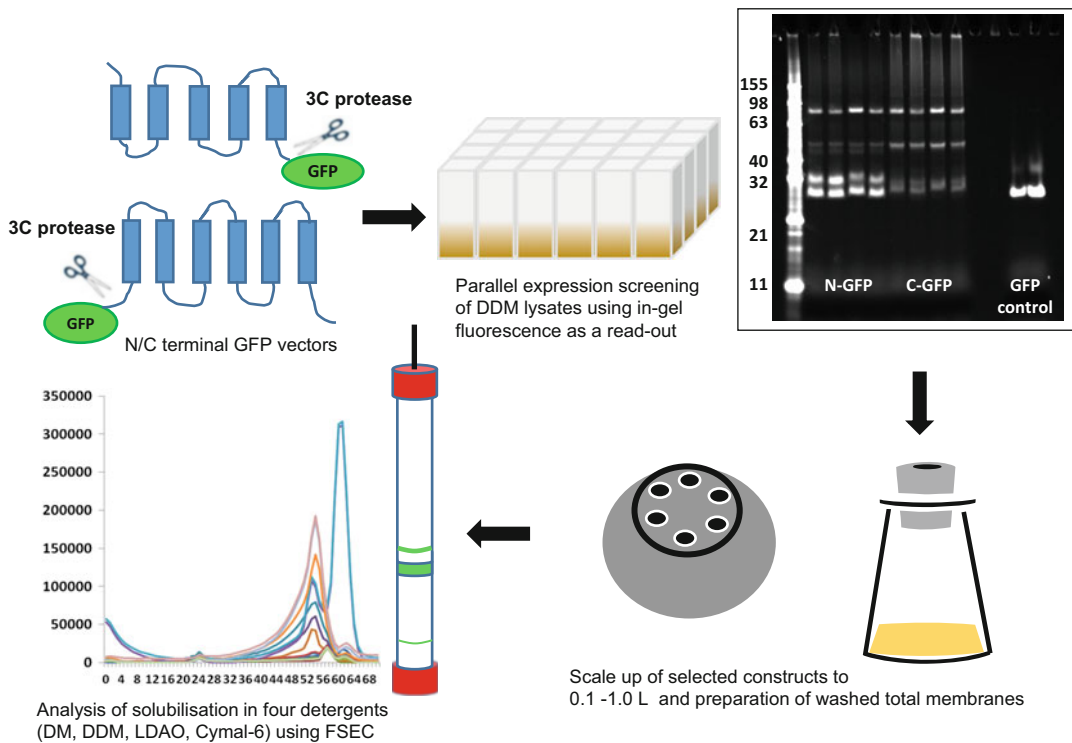 3C protease
GFP
3C protease
GFP
N/C terminal GFP vectors
Parallel expression screening
of DDM lysates using in-gel
fluorescence as a read-out
155
98
63
40
32
21
11
N-GFP
C-GFP
GFP
control
350000
300000
250000
200000
150000
100000
50000
0
0 4 8 12 16 20 24 28 32 36 40 44 48 52 56 60 64 68
Analysis of solubilisation in four detergents
(DM, DDM, LDAO, Cymal-6) using FSEC
Scale up of selected constructs to
0.1 -1.0 L and preparation of washed total membranes